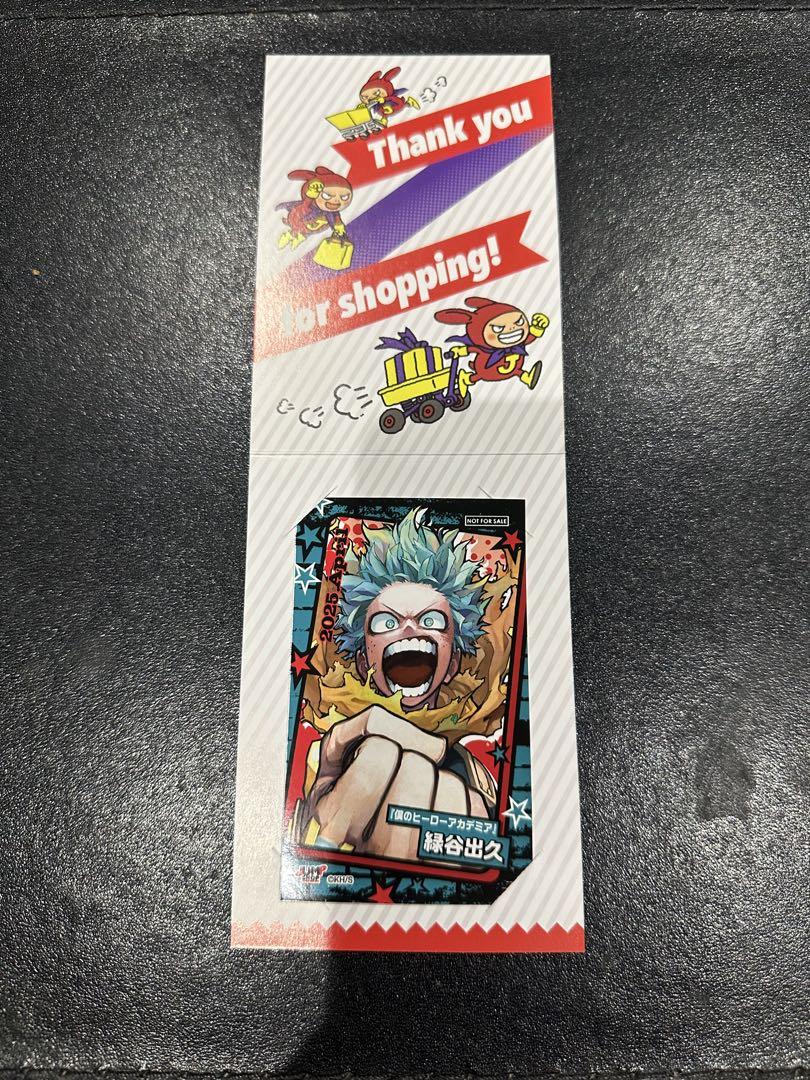 Thank you
for shopping!
J
NOT FOR SALE
2025 April
『僕のヒーローアカデミア』
緑谷出久
©KH/S